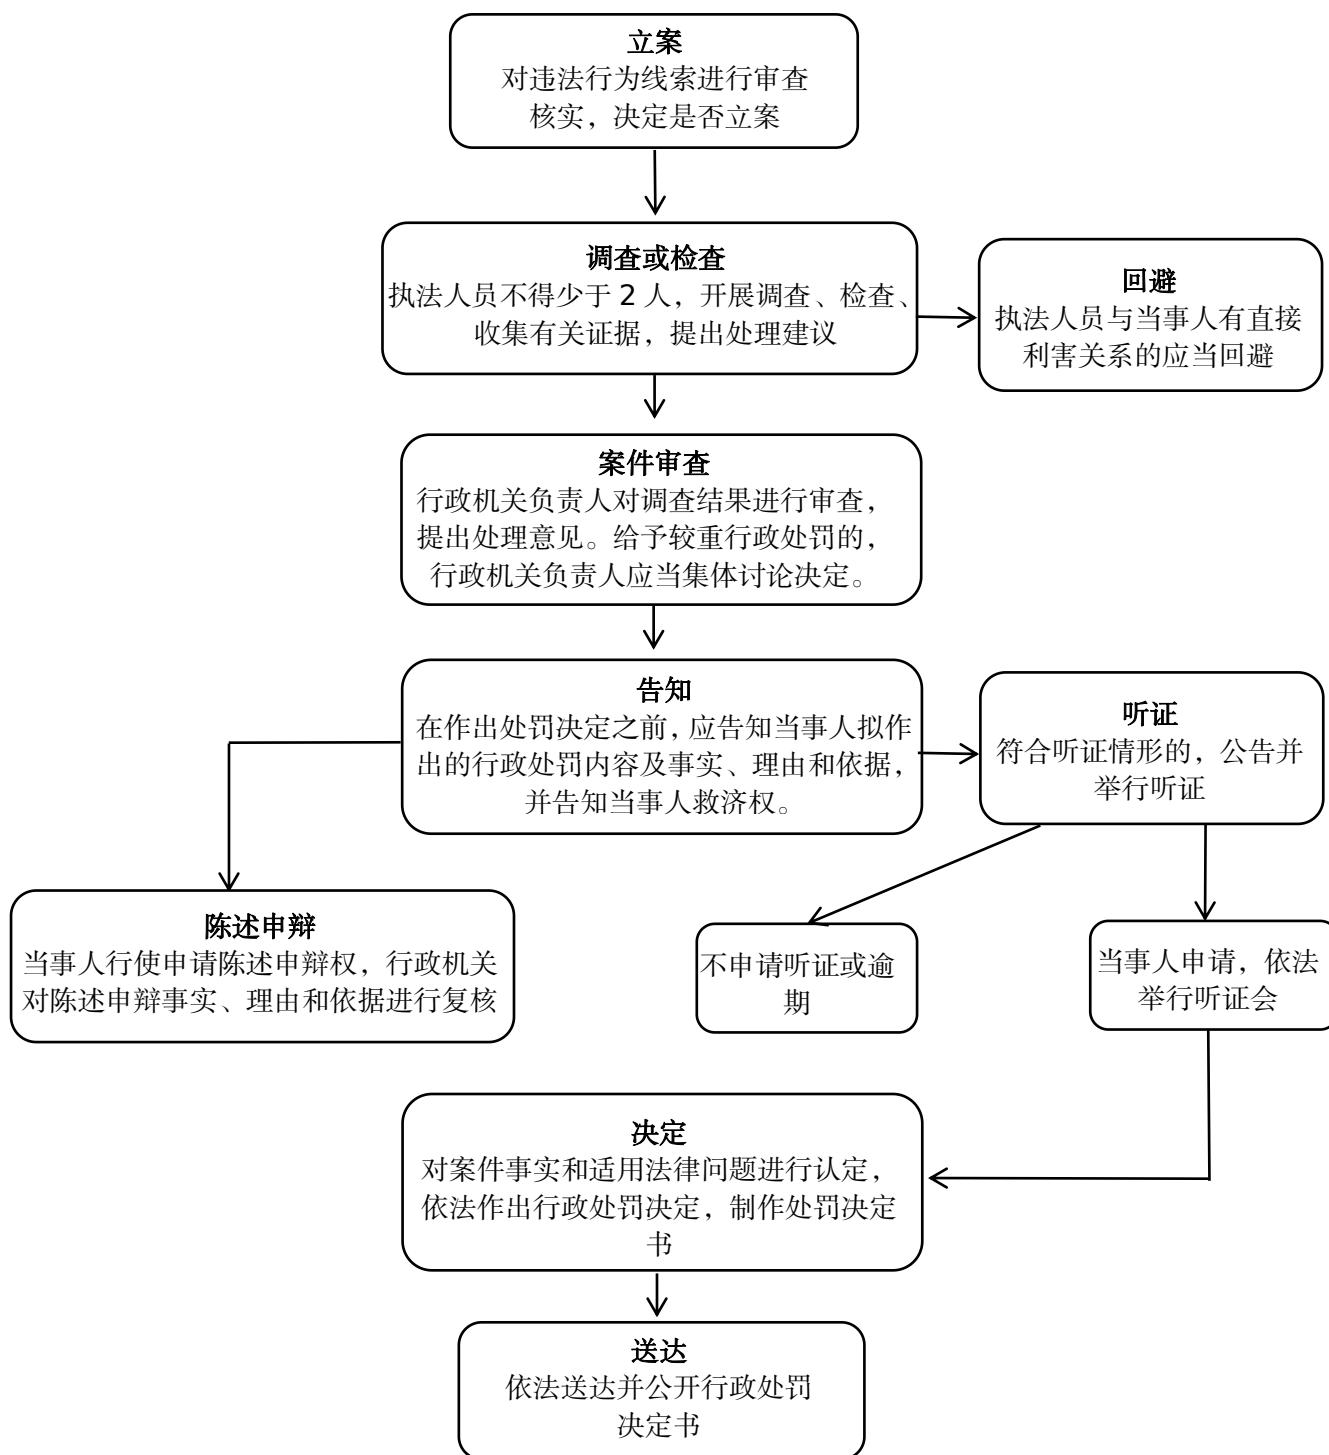 立案
对违法行为线索进行审查
核实，决定是否立案
调查或检查
执法人员不得少于 2 人，开展调查、检查、
收集有关证据，提出处理建议
回避
执法人员与当事人有直接
利害关系的应当回避
案件审查
行政机关负责人对调查结果进行审查，
提出处理意见。给予较重行政处罚的，
行政机关负责人应当集体讨论决定。
告知
在作出处罚决定之前，应告知当事人拟作
出的行政处罚内容及事实、理由和依据，
并告知当事人救济权。
听证
符合听证情形的，公告并
举行听证
陈述申辩
当事人行使申请陈述申辩权，行政机关
对陈述申辩事实、理由和依据进行复核
不申请听证或逾
期
当事人申请，依法
举行听证会
决定
对案件事实和适用法律问题进行认定，
依法作出行政处罚决定，制作处罚决定
书
送达
依法送达并公开行政处罚
决定书